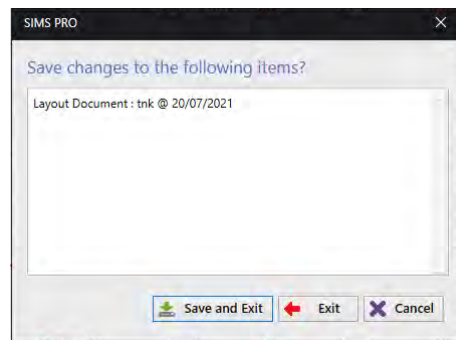 SIMS PRO
Save changes to the following items?
Layout Document : tnk @ 20/07/2021
Save and Exit
Exit
Cancel